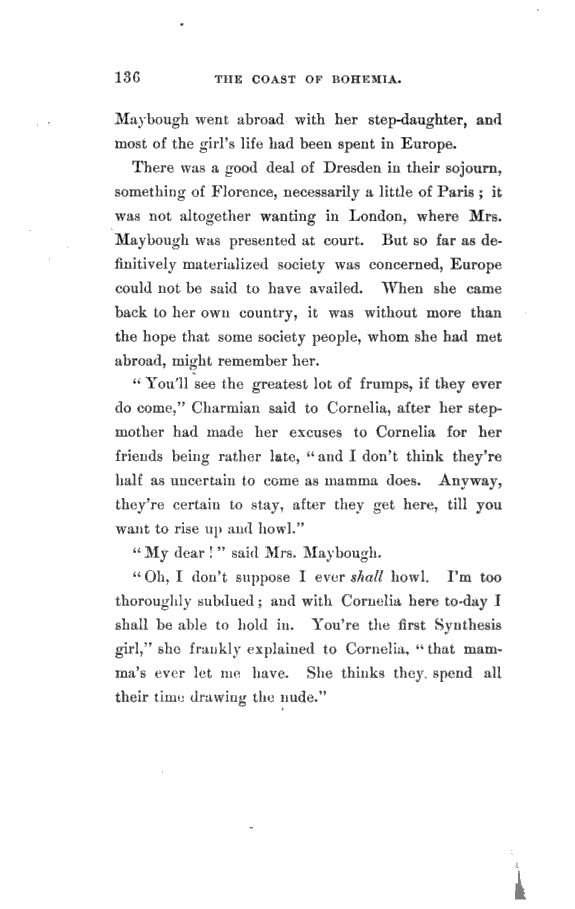 136 THE COAST OF BOHEMIA.
Maybough went abroad with her step-daughter, and
most of the girl's life had been spent in Europe.
There was a good deal of Dresden in their sojourn,
something of Florence, necessarily a little of Paris ; it
was not altogether wanting in London, where Mrs.
Maybough was presented at court. But so far as de-
finitively materialized society was concerned, Europe
could not be said to have availed. When she came
back to her own country, it was without more than
the hope that some society people, whom she had met
abroad, might remember her.
“ You'll see the greatest lot of frumps, if they ever
do come,” Charmian said to Cornelia, after her step-
mother had made her excuses to Cornelia for her
friends being rather late, “ and I don't think they're
half as uncertain to come as mamma does. Anyway,
they're certain to stay, after they get here, till you
want to rise up and howl.”
“ My dear ! ” said Mrs. Maybough.
“ Oh, I don't suppose I ever shall howl. I'm too
thoroughly subdued ; and with Cornelia here to-day I
shall be able to hold in. You're the first Synthesis
girl,” she frankly explained to Cornelia, “ that mam-
ma's ever let me have. She thinks they spend all
their time drawing the nude.”